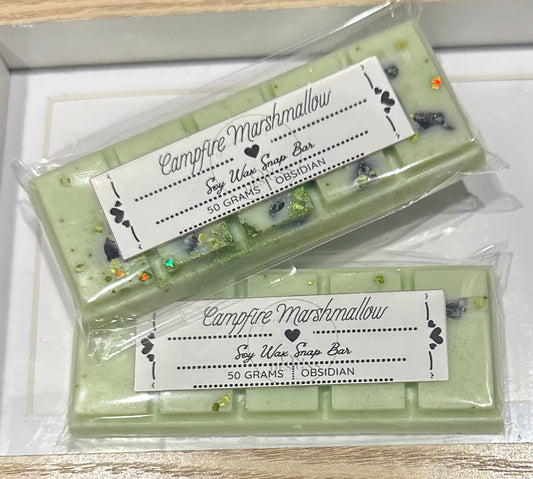 Campfire Marshmallow
Soy Wax Snap Bar
50 GRAMS OBSIDIAN
Campfire Marshmallow
Soy Wax Snap Bar
50 GRAMS OBSIDIAN